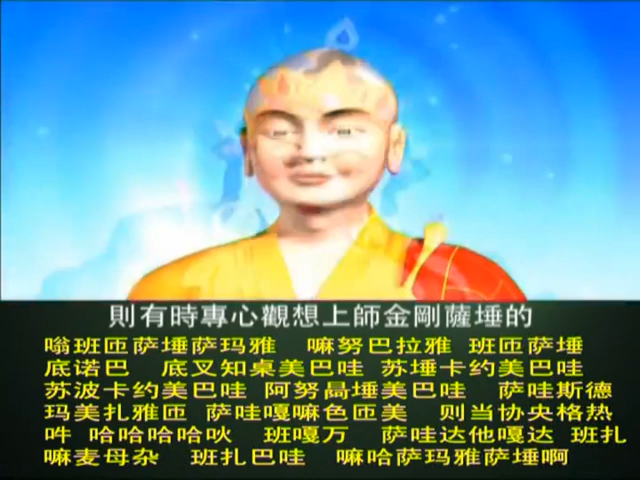 則有時專心觀想上師金剛薩埵的
嗡班匝萨埵萨玛雅　嘛努巴拉雅 班匝萨埵
底诺巴　底叉知桌美巴哇 苏埵卡约美巴哇
苏波卡约美巴哇 阿努晶埵美巴哇　萨哇斯德
玛美扎雅匝 萨哇嘎嘛色匝美　则当协央格热
吽 哈哈哈哈吙　班嘎万　萨哇达他嘎达 班扎
嘛麦母杂　班扎巴哇　嘛哈萨玛雅萨埵啊